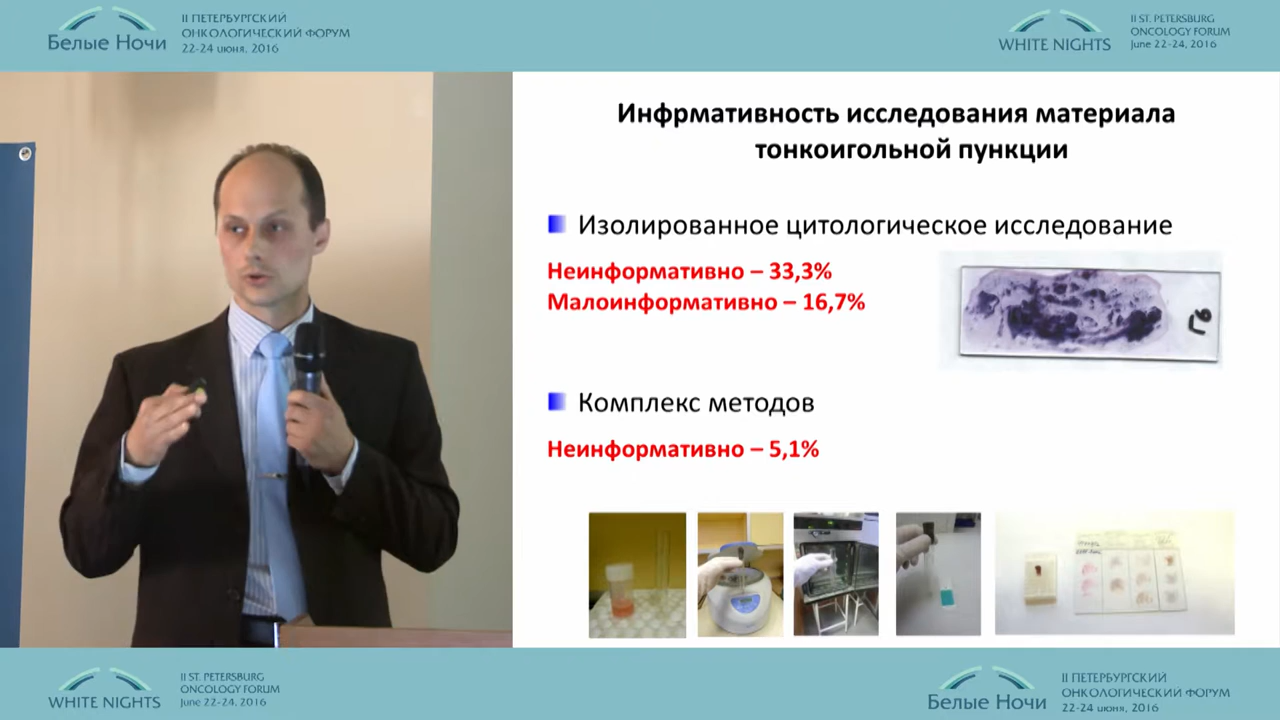 Белые Ночи
II ПЕТЕРБУРГСКИЙ
ОНКОЛОГИЧЕСКИЙ ФОРУМ
22-24 июня, 2016
WHITE NIGHTS
II ST. PETERSBURG
ONCOLOGY FORUM
June 22-24, 2016
Инфрмативность исследования материала
тонкоигольной пункции
Изолированное цитологическое исследование
Неинформативно – 33,3%
Малоинформативно – 16,7%
Комплекс методов
Неинформативно – 5,1%
WHITE NIGHTS
II ST. PETERSBURG
ONCOLOGY FORUM
June 22-24, 2016
Белые Ночи
II ПЕТЕРБУРГСКИЙ
ОНКОЛОГИЧЕСКИЙ ФОРУМ
22-24 июня, 2016